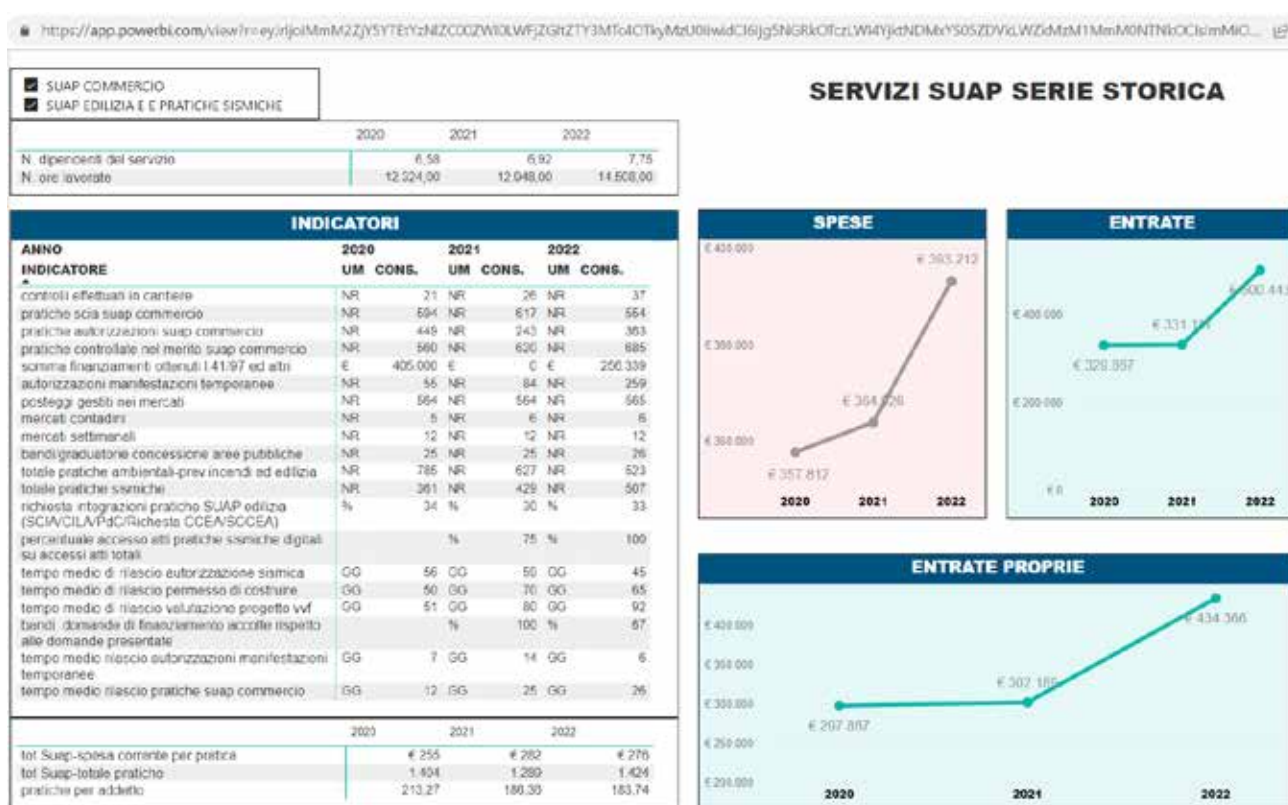 SUAP COMMERCIO
SUAP EDILIZIA E E PRATICHE SISMICHE
SERVIZI SUAP SERIE STORICA
2020 2021 2022
N. dipendenti del servizio 6,58 6,92 7,75
N. ore lavorate 12.324,00 12.948,00 14.508,00
INDICATORI
ANNO 2020 2021 2022
INDICATORE UM CONS. UM CONS. UM CONS.
controlli effettuati in cantiere NR 21 NR 26 NR 37
pratiche scia suap commercio NR 594 NR 617 NR 554
pratiche autorizzazioni suap commercio NR 449 NR 243 NR 363
pratiche controllate nel merito suap commercio NR 560 NR 620 NR 685
somma finanziamenti ottenuti l.41/97 ed altri € 405.000 € 0 €
autorizzazioni manifestazioni temporanee NR 55 NR 84 NR 259
posteggi gestiti nei mercati NR 564 NR 564 NR 565
mercati contadini NR 5 NR 6 NR 6
mercati settimanali NR 12 NR 12 NR 12
bandi/graduatorie concessione aree pubbliche NR 25 NR 25 NR 26
totale pratiche ambientali-prev incendi ed edilizia NR 785 NR 627 NR 523
totale pratiche sismiche NR 361 NR 429 NR 507
richiesta integrazioni pratiche SUAP edilizia % 34 % 30 % 33
(SCIA/CILA/PdC/Richiesta CCEA/SCCEA)
percentuale accesso atti pratiche sismiche digitali % 75 % 100
su accessi atti totali
tempo medio di rilascio autorizzazione sismica GG 56 GG 50 GG 45
tempo medio di rilascio permesso di costruire GG 50 GG 70 GG 65
tempo medio di rilascio valutazione progetto vvf GG 51 GG 80 GG 92
bandi: domande di finanziamento accolte rispetto % 100 % 67
alle domande presentate
tempo medio rilascio autorizzazioni manifestazioni GG 7 GG 14 GG 6
temporanee
tempo medio rilascio pratiche suap commercio GG 12 GG 25 GG 26
2020 2021 2022
tot Suap-spesa corrente per pratica € 255 € 282 € 276
tot Suap-totale pratiche 1.404 1.289 1.424
pratiche per addetto 213,27 183,74
SPESE
€ 400.000
€ 393.212
€ 364.026
€ 357.812
2020 2021 2022
ENTRATE
€ 400.000
€ 329.887
€ 200.000
€ 0
2020 2021 2022
ENTRATE PROPRIE
€ 400.000
€ 434.366
€ 350.000
€ 300.000
€ 297.887
€ 250.000
€ 200.000
2020 2021 2022